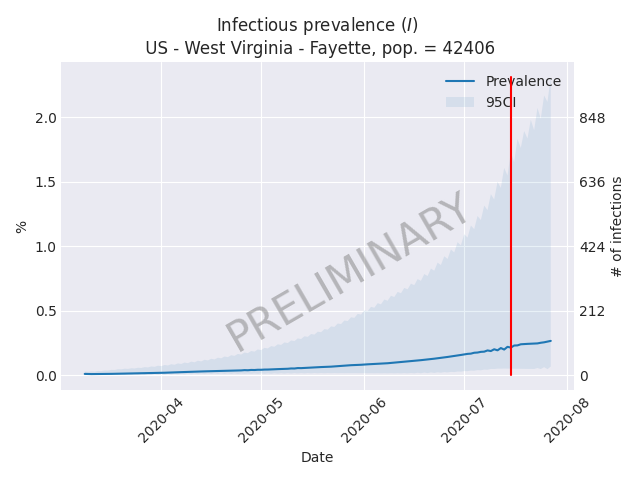 Infectious prevalence (I)
US - West Virginia - Fayette, pop. = 42406
Prevalence
95CI
2.0
1.5
1.0
0.5
0.0
%
848
636
424
212
0
# of infections
PRELIMINARY
2020-04
2020-05
2020-06
2020-07
2020-08
Date